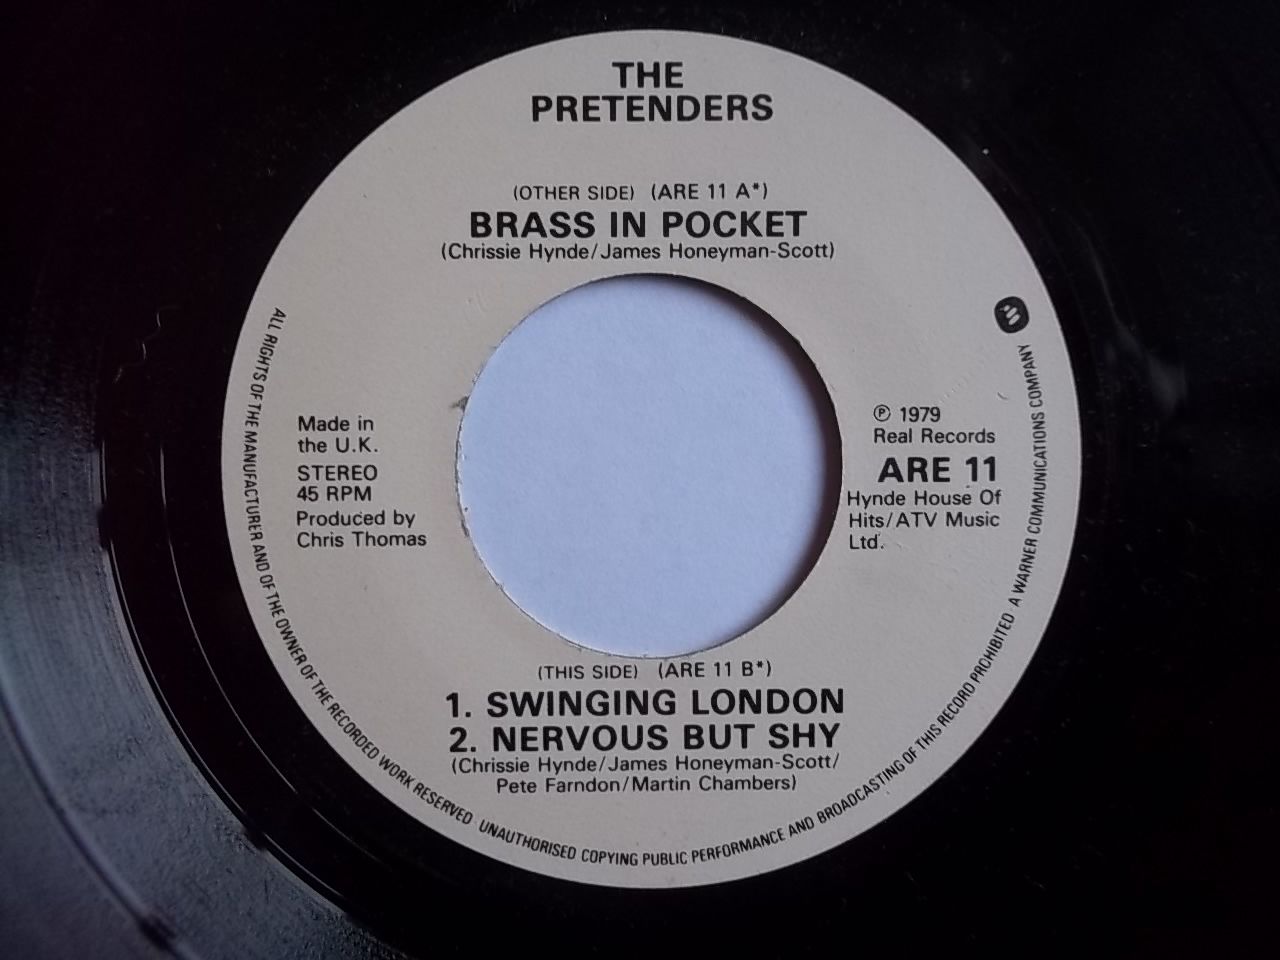 THE
PRETENDERS
(OTHER SIDE) (ARE 11 A*)
BRASS IN POCKET
(Chrissie Hynde/James Honeyman-Scott)
Made in
the U.K.
STEREO
45 RPM
Produced by
Chris Thomas
℗ 1979
Real Records
ARE 11
Hynde House Of
Hits/ATV Music
Ltd.
(THIS SIDE) (ARE 11 B*)
1. SWINGING LONDON
2. NERVOUS BUT SHY
(Chrissie Hynde/James Honeyman-Scott/
Pete Farndon/Martin Chambers)
ALL RIGHTS OF THE MANUFACTURER AND OF THE OWNER OF THE RECORDED WORK RESERVED UNAUTHORISED COPYING PUBLIC PERFORMANCE AND BROADCASTING OF THIS RECORD PROHIBITED · A WARNER COMMUNICATIONS COMPANY